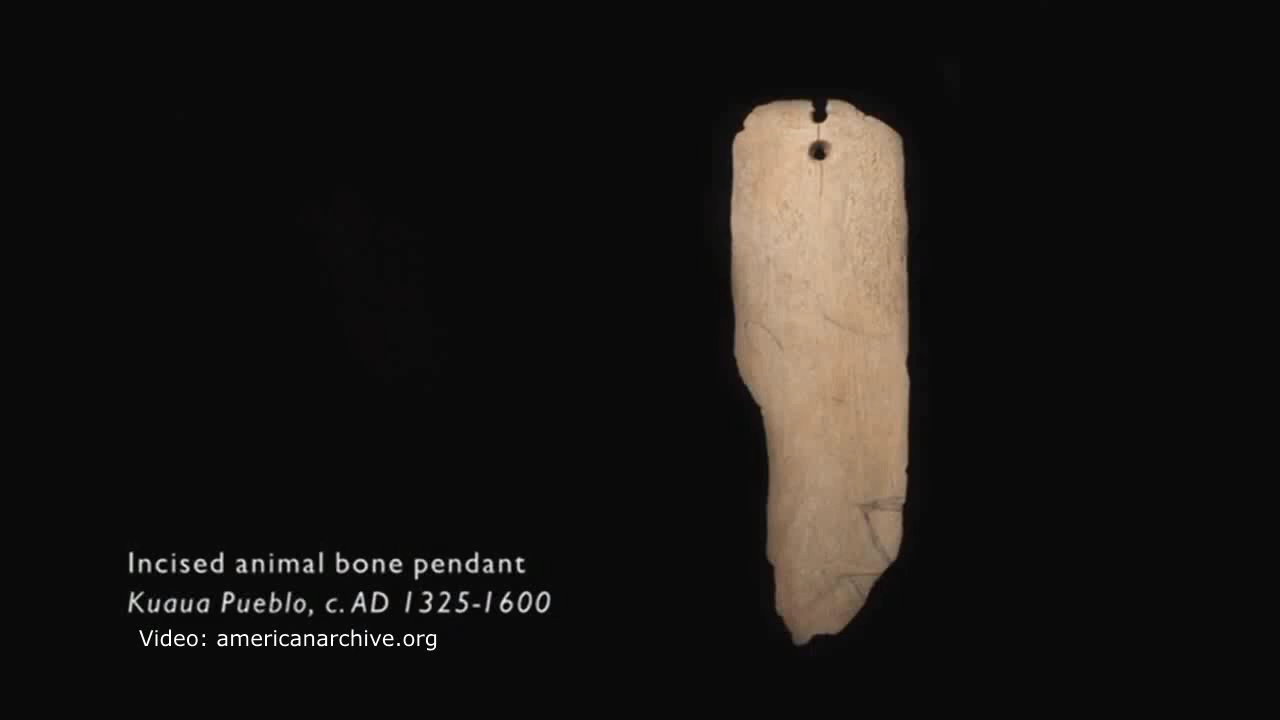 Incised animal bone pendant
Kuaua Pueblo, c. AD 1325-1600
Video: americanarchive.org